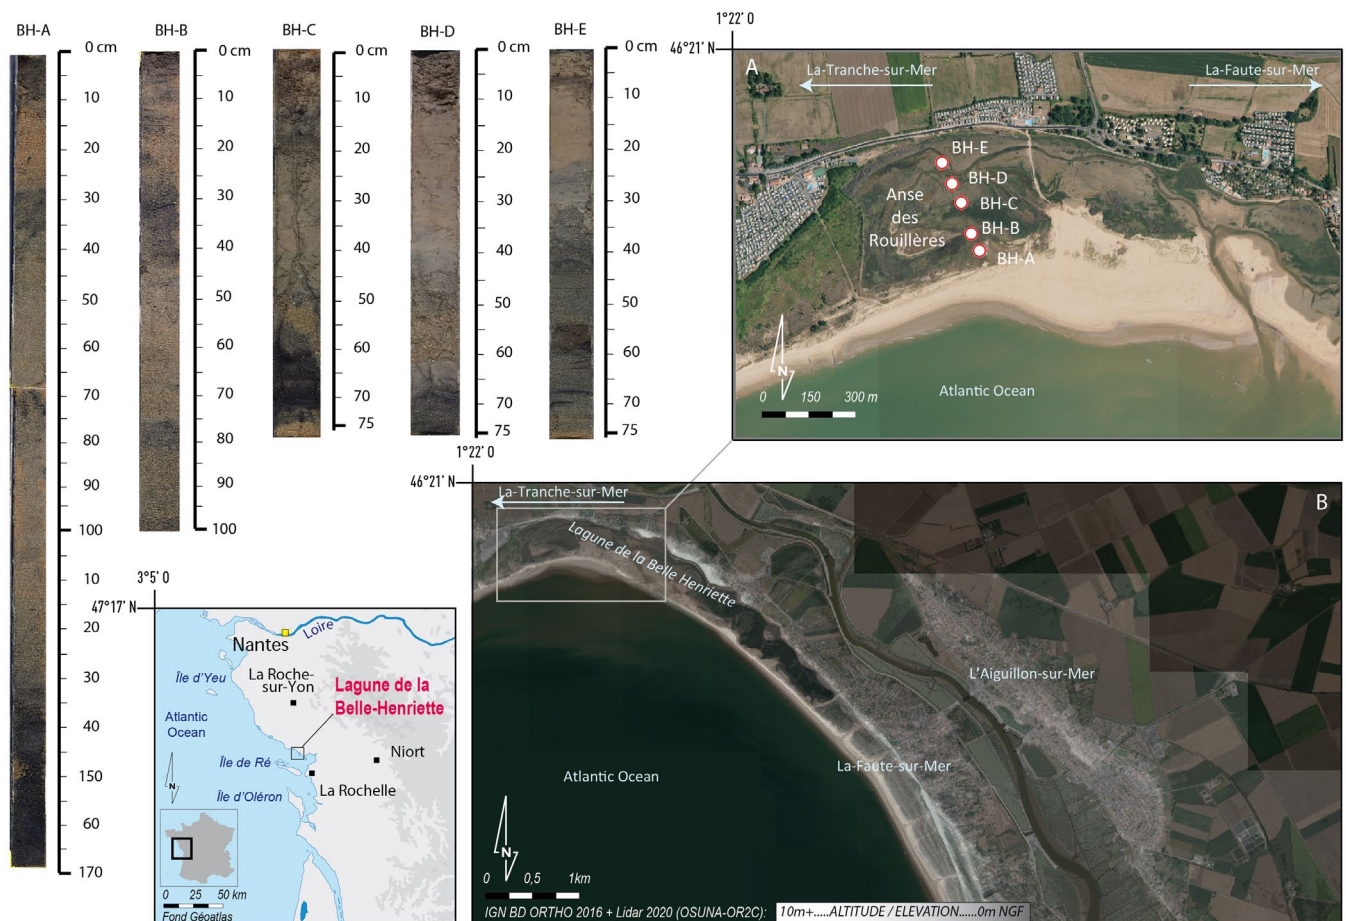 BH-A
BH-B
BH-C
BH-D
BH-E
0 cm
10
20
30
40
50
60
70
80
90
100
10
20
30
40
150
60
170
0 cm
10
20
30
40
50
60
70
80
90
100
0 cm
10
20
30
40
50
60
70
75
0 cm
10
20
30
40
50
60
70
75
0 cm
10
20
30
40
50
60
70
75
1°22’ O
46°21’ N
A
La-Tranche-sur-Mer
La-Faute-sur-Mer
BH-E
BH-D
BH-C
BH-B
BH-A
Anse
des
Rouillères
N
0 150 300 m
Atlantic Ocean
1°22’ O
46°21’ N
La-Tranche-sur-Mer
B
Lagune de la Belle Henriette
L’Aiguillon-sur-Mer
La-Faute-sur-Mer
Atlantic Ocean
N
0 0,5 1km
IGN BD ORTHO 2016 + Lidar 2020 (OSUNA-OR2C): 10m+.....ALTITUDE / ELEVATION......0m NGF
3°5’ O
47°17’ N
Nantes
Loire
Île d’Yeu
La Roche-
sur-Yon
Lagune de la
Belle-Henriette
Atlantic
Ocean
Niort
Île de Ré
La Rochelle
Île d’Oléron
N
0 25 50 km
Fond Géoatlas